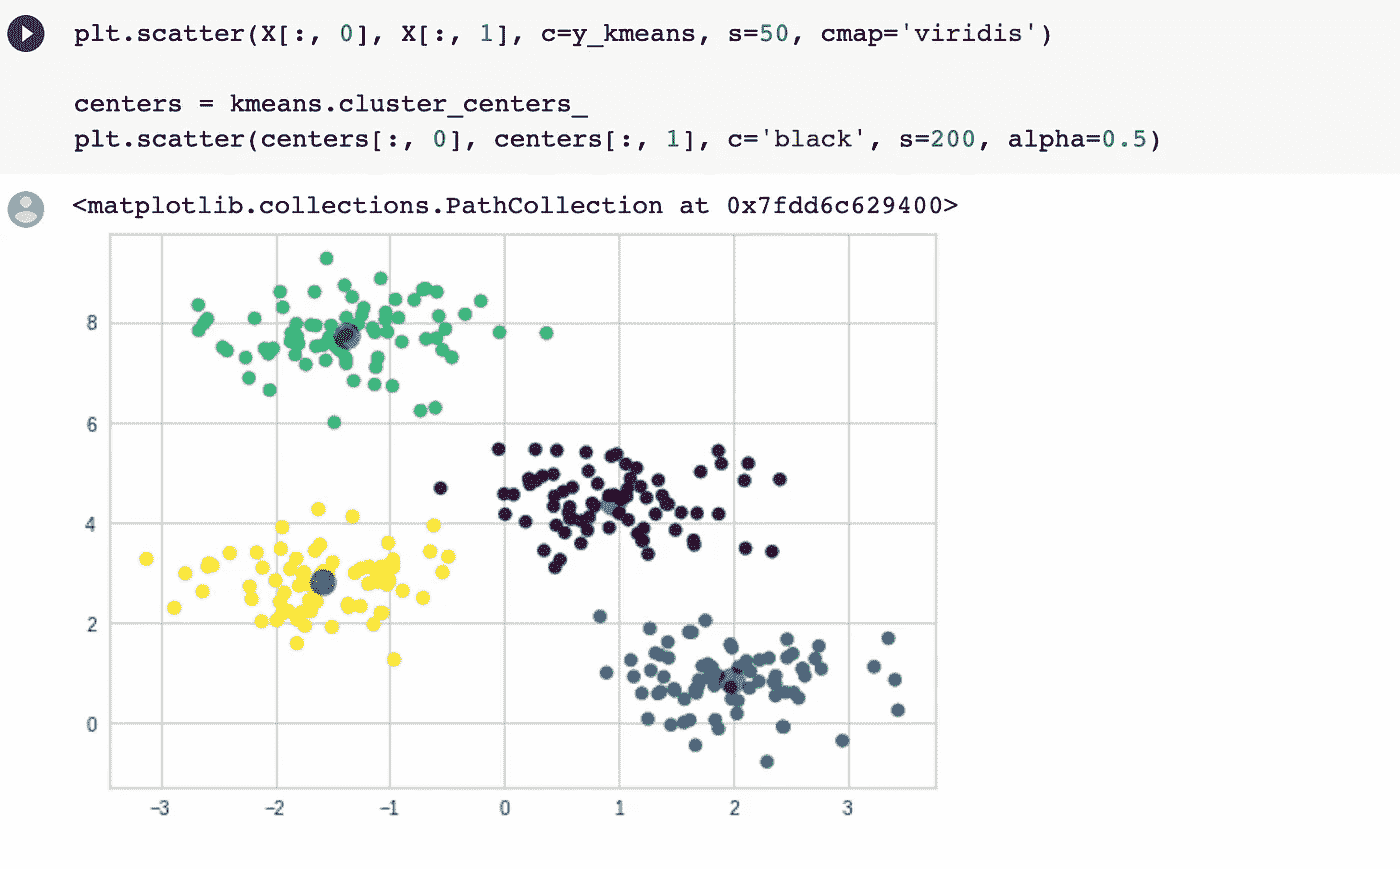 plt.scatter(X[:, 0], X[:, 1], c=y_kmeans, s=50, cmap='viridis')
centers = kmeans.cluster_centers_
plt.scatter(centers[:, 0], centers[:, 1], c='black', s=200, alpha=0.5)
<matplotlib.collections.PathCollection at 0x7fdd6c629400>
8
6
4
2
0
−3 −2 −1 0 1 2 3